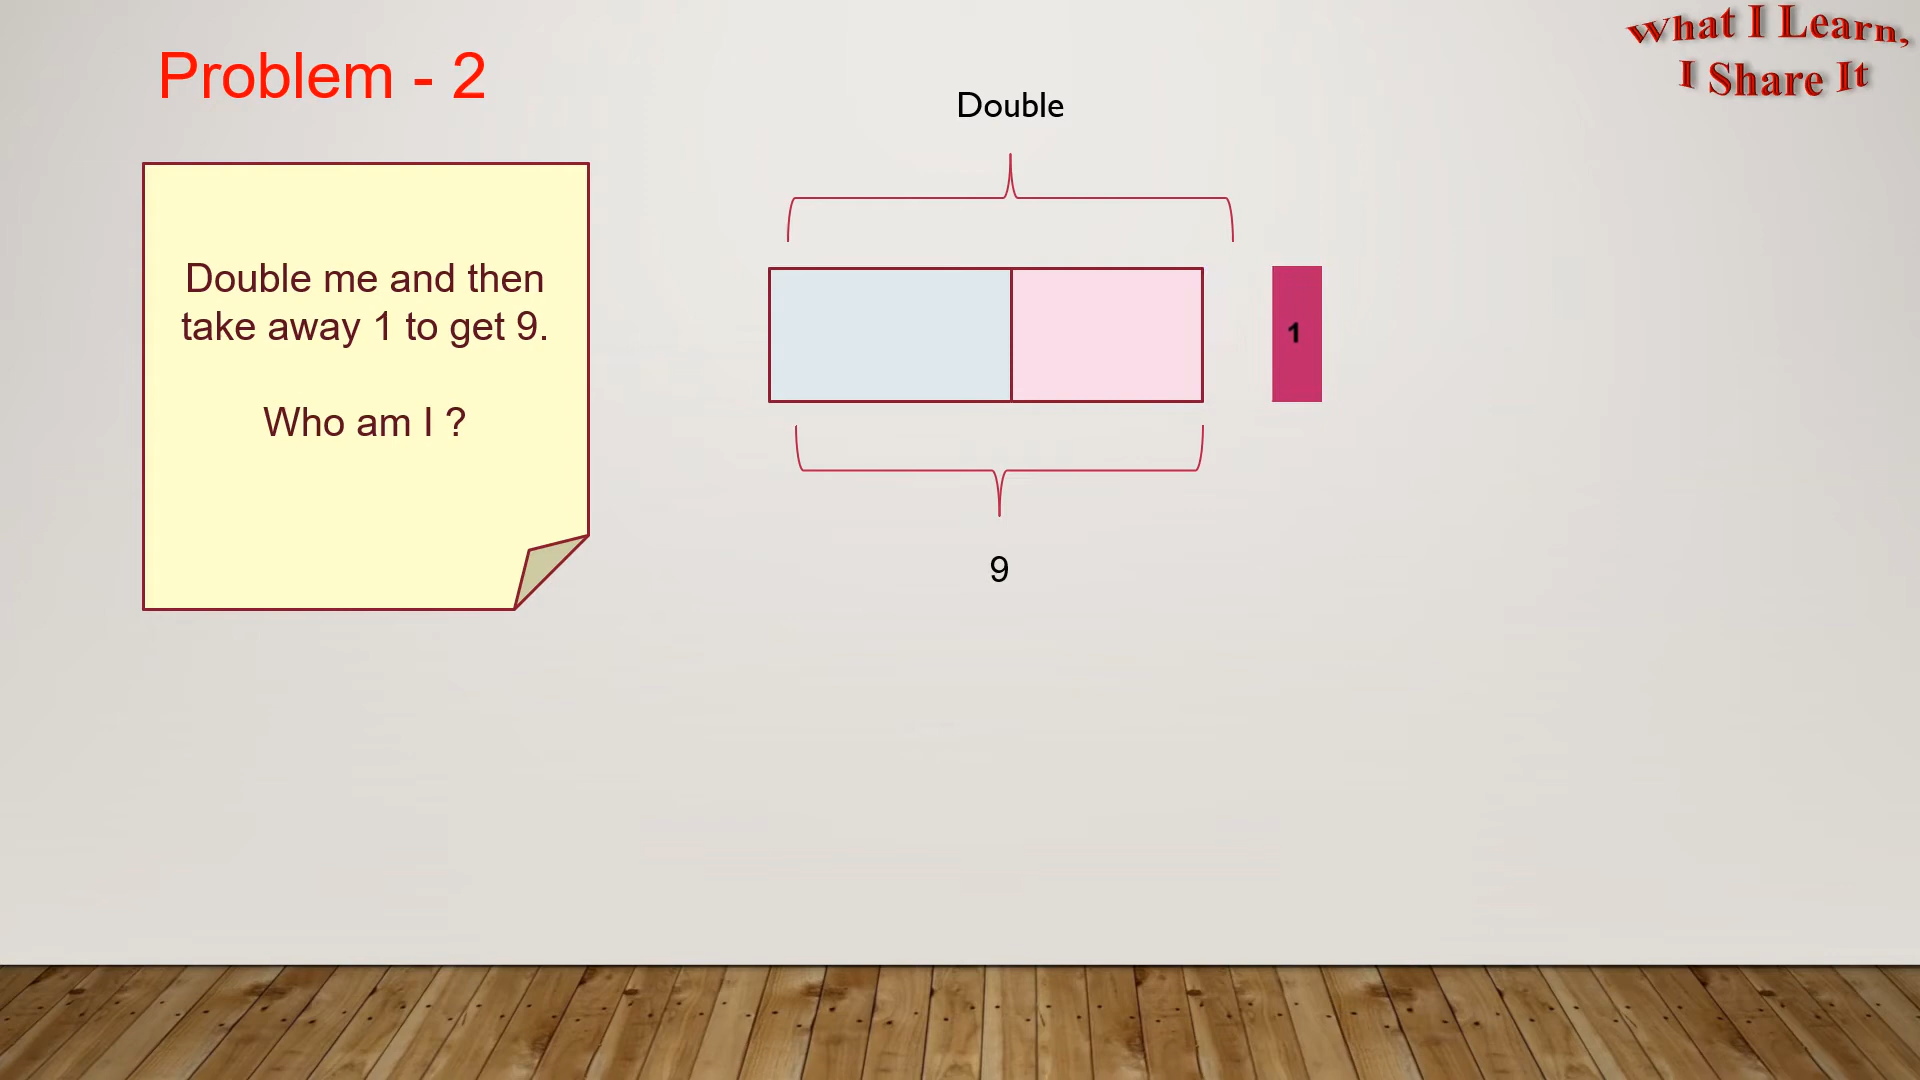 Problem - 2
What I Learn,
I Share It
Double
Double me and then
take away 1 to get 9.
Who am I ?
1
9